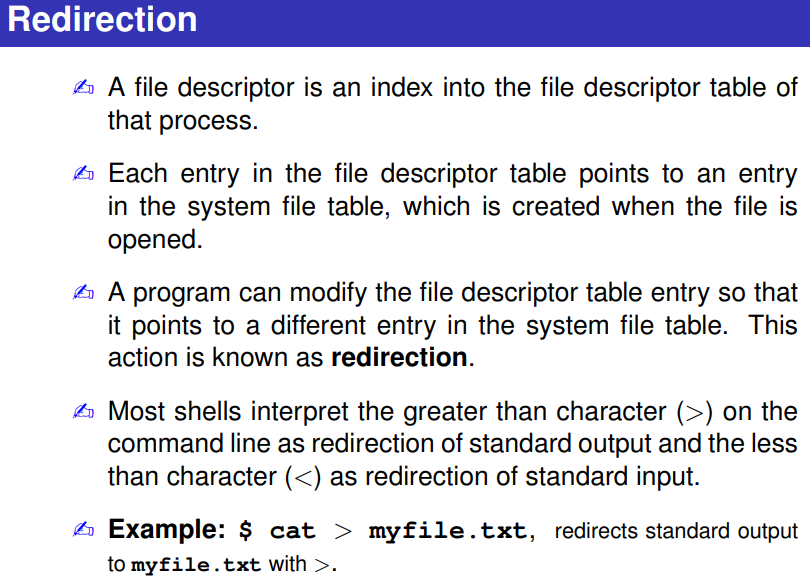 Redirection
✍ A file descriptor is an index into the file descriptor table of
that process.
✍ Each entry in the file descriptor table points to an entry
in the system file table, which is created when the file is
opened.
✍ A program can modify the file descriptor table entry so that
it points to a different entry in the system file table. This
action is known as redirection.
✍ Most shells interpret the greater than character (>) on the
command line as redirection of standard output and the less
than character (<) as redirection of standard input.
✍ Example: $ cat > myfile.txt, redirects standard output
to myfile.txt with >.